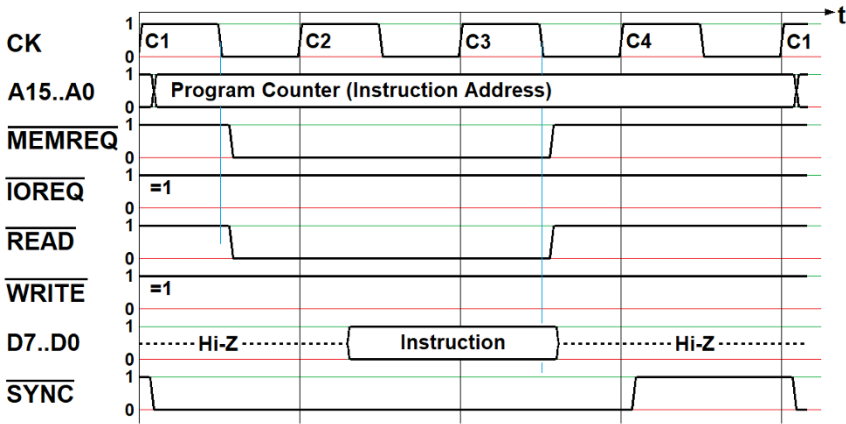 t
1
CK C1 C2 C3 C4 C1
0
1
A15..A0 Program Counter (Instruction Address)
0
1
MEMREQ
0
1
IOREQ =1
0
1
READ
0
1
WRITE =1
0
1
D7..D0 Hi-Z Instruction Hi-Z
0
1
SYNC
0